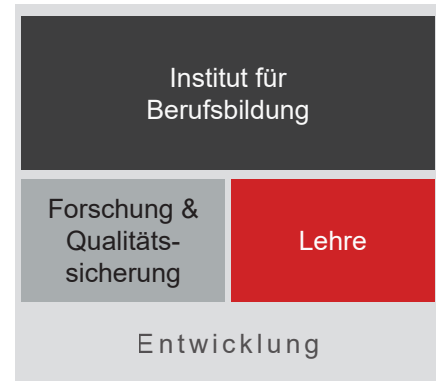 Institut für
Berufsbildung
Forschung &
Qualitäts-
sicherung
Lehre
Entwicklung